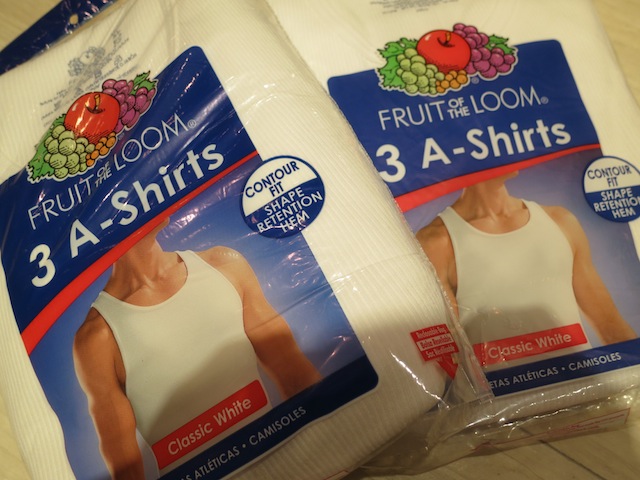 FRUIT OF THE LOOM®
3 A-Shirts
CONTOUR
FIT
SHAPE
RETENTION
HEM
Classic White
ETAS ATLÉTICAS • CAMISOLES
FRUIT OF THE LOOM®
3 A-Shirts
CONTOUR
FIT
SHAPE
RETENTION
HEM
Classic White
ETAS ATLÉTICAS • CAMISOLES